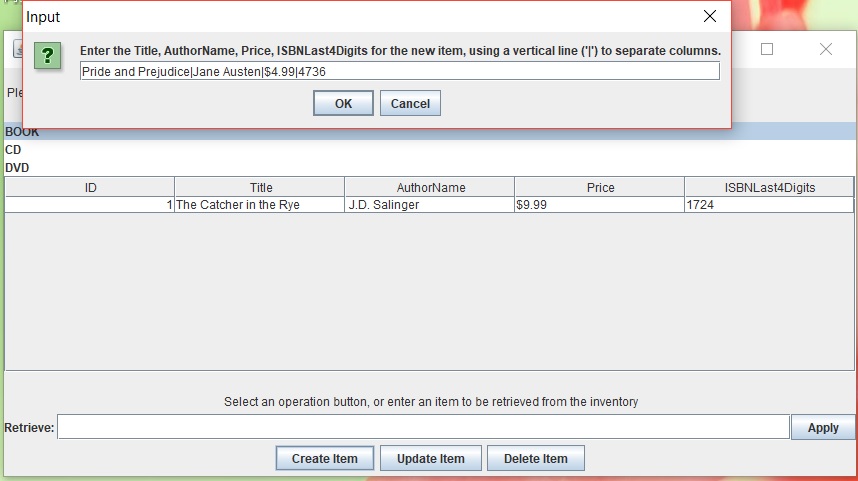 Input
Enter the Title, AuthorName, Price, ISBNLast4Digits for the new item, using a vertical line ('|') to separate columns.
Pride and Prejudice|Jane Austen|$4.99|4736
OK Cancel
BOOK
CD
DVD
ID Title AuthorName Price ISBNLast4Digits
1 The Catcher in the Rye J.D. Salinger $9.99 1724
Select an operation button, or enter an item to be retrieved from the inventory
Retrieve: Apply
Create Item Update Item Delete Item